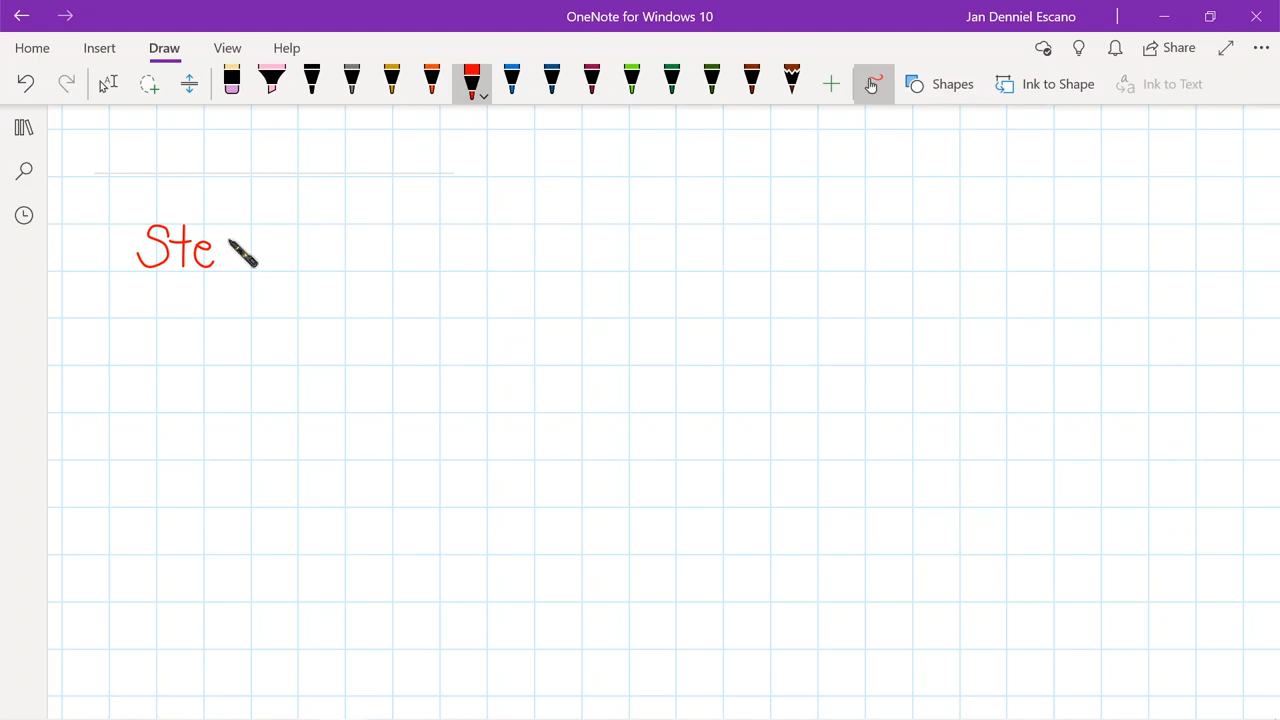 OneNote for Windows 10
Jan Denniel Escano
Home Insert Draw View Help
Share
Shapes Ink to Shape Ink to Text
Ste